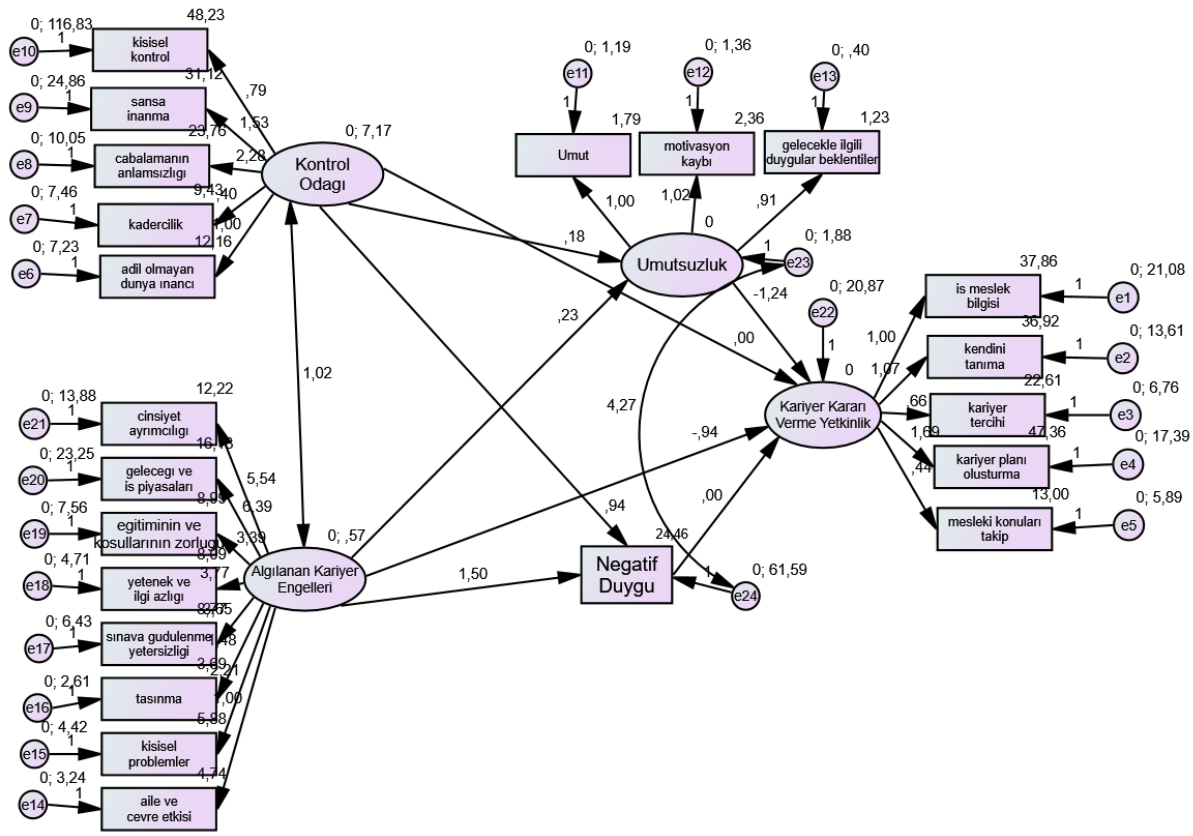 0; 116,83
e10
1
48,23
kisisel
kontrol
0; 24,86
e9
1
31,12
sansa
inanma
0; 10,05
e8
1
23,76
cabalamanın
anlamsızlıgı
0; 7,46
e7
1
9,43
kadercilik
0; 7,23
e6
1
12,16
adil olmayan
dunya ınancı
,79
1,53
2,28
,40
1,00
0; 7,17
Kontrol
Odagı
0; 1,19
e11
1
1,79
Umut
0; 1,36
e12
1
2,36
motivasyon
kaybı
0; ,40
e13
1
1,23
gelecekle ilgili
duygular beklentiler
1,00
1,02
,91
0
Umutsuzluk
1
0; 1,88
e23
,18
,23
-1,24
,00
1,02
4,27
-,94
,94
,00
1,50
0; 20,87
e22
1
0
Kariyer Kararı
Verme Yetkinlik
1,00
1,07
,66
1,69
,44
37,86
is meslek
bilgisi
1
0; 21,08
e1
36,92
kendini
tanıma
1
0; 13,61
e2
22,61
kariyer
tercihi
1
0; 6,76
e3
47,36
kariyer planı
olusturma
1
0; 17,39
e4
13,00
mesleki konuları
takip
1
0; 5,89
e5
24,46
Negatif
Duygu
1
0; 61,59
e24
0; ,57
Algılanan Kariyer
Engelleri
0; 13,88
e21
1
12,22
cinsiyet
ayrımcılıgı
0; 23,25
e20
1
gelecegı ve
is piyasaları
0; 7,56
e19
1
egitiminin ve
kosullarının zorlugu
0; 4,71
e18
1
8,09
yetenek ve
ilgi azlıgı
0; 6,43
e17
1
sınava gudulenme
yetersizligi
0; 2,61
e16
1
3,69
tasınma
0; 4,42
e15
1
5,88
kisisel
problemler
0; 3,24
e14
1
4,74
aile ve
cevre etkisi
5,54
6,39
3,39
3,77
2,21
1,00